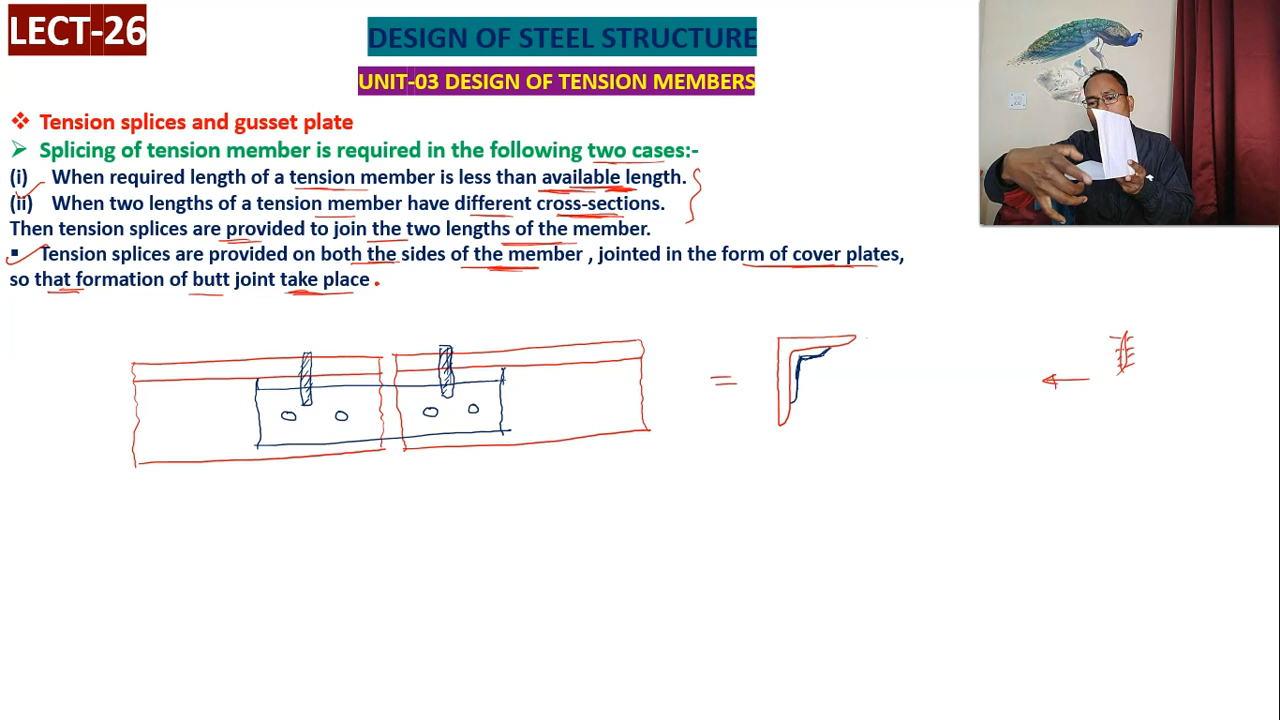 LECT-26
DESIGN OF STEEL STRUCTURE
UNIT-03 DESIGN OF TENSION MEMBERS
❖ Tension splices and gusset plate
➢ Splicing of tension member is required in the following two cases:-
(i) When required length of a tension member is less than available length.
(ii) When two lengths of a tension member have different cross-sections.
Then tension splices are provided to join the two lengths of the member.
▪ Tension splices are provided on both the sides of the member , jointed in the form of cover plates,
so that formation of butt joint take place .
=